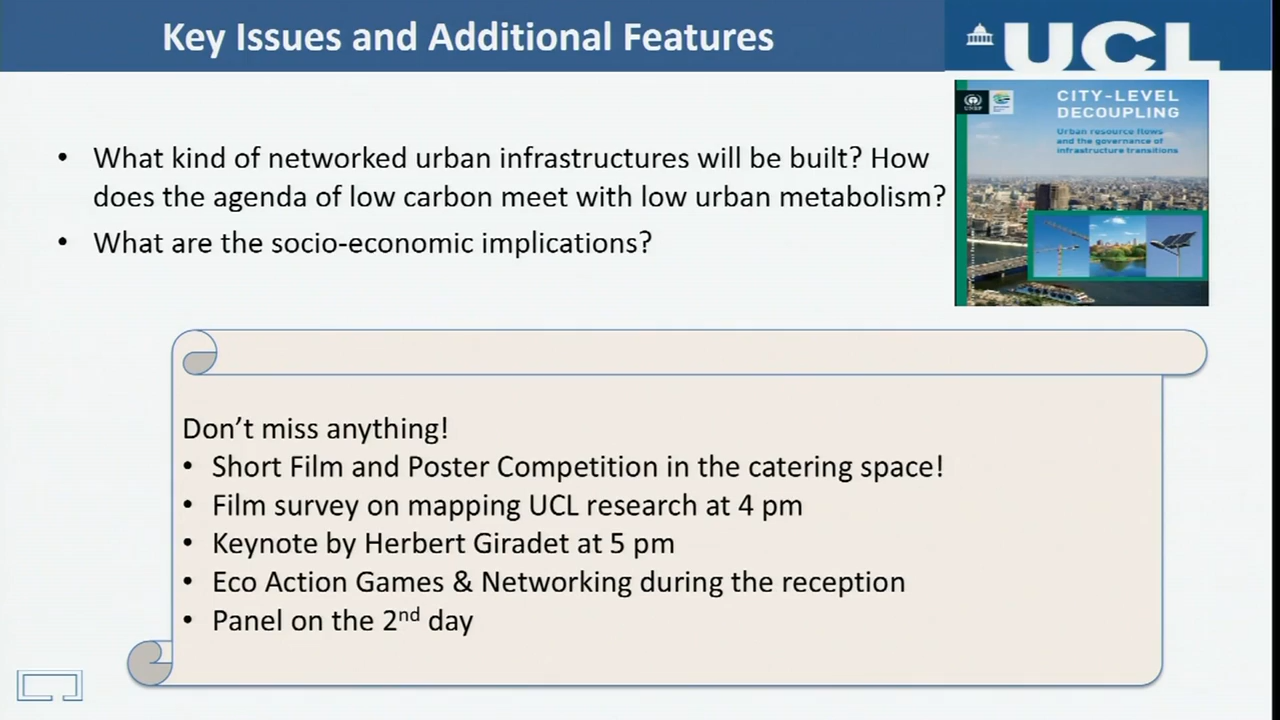 Key Issues and Additional Features
UCL
UNEP
CITY-LEVEL
DECOUPLING
Urban resource flows
and the governance of
infrastructure transitions
• What kind of networked urban infrastructures will be built? How
does the agenda of low carbon meet with low urban metabolism?
• What are the socio-economic implications?
Don't miss anything!
• Short Film and Poster Competition in the catering space!
• Film survey on mapping UCL research at 4 pm
• Keynote by Herbert Giradet at 5 pm
• Eco Action Games & Networking during the reception
• Panel on the 2nd day